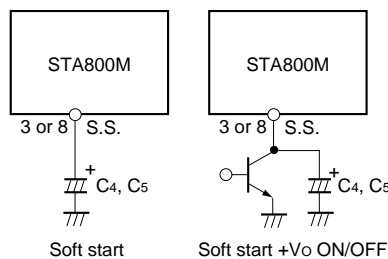 STA800M
3 or 8 S.S.
+
C4, C5
Soft start
STA800M
3 or 8 S.S.
+
C4, C5
Soft start +VO ON/OFF